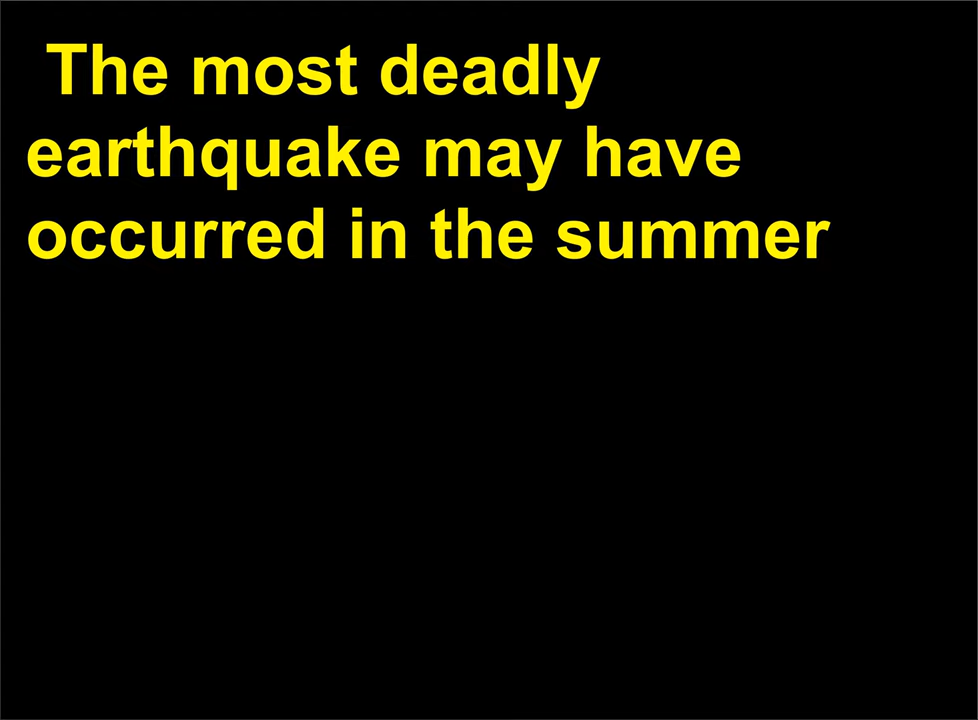 The most deadly
earthquake may have
occurred in the summer